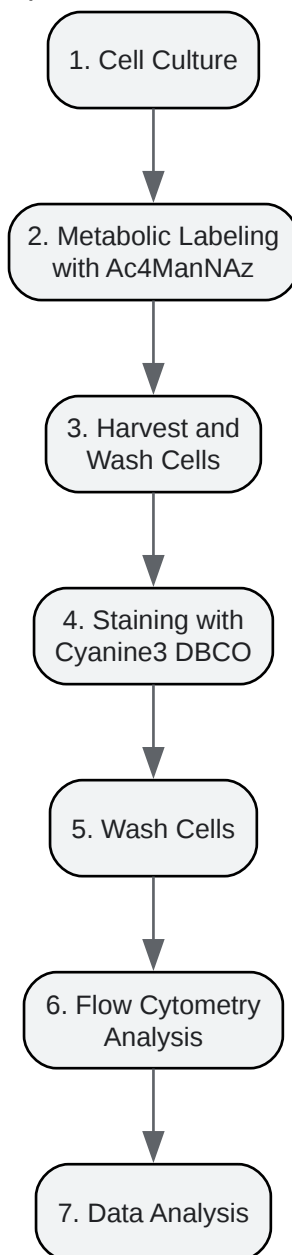 1. Cell Culture
2. Metabolic Labeling
with Ac4ManNAz
3. Harvest and
Wash Cells
4. Staining with
Cyanine3 DBCO
5. Wash Cells
6. Flow Cytometry
Analysis
7. Data Analysis